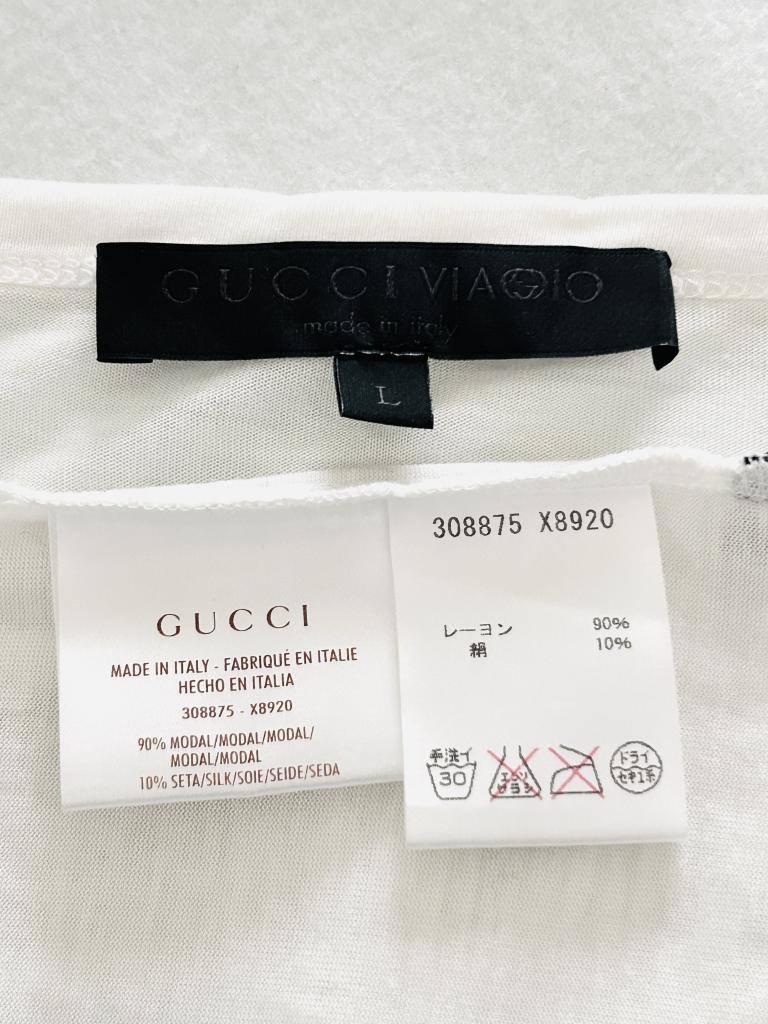 GUCCI VIAGGIO
made in italy
L
GUCCI
MADE IN ITALY - FABRIQUÉ EN ITALIE
HECHO EN ITALIA
308875 - X8920
90% MODAL/MODAL/MODAL/
MODAL/MODAL
10% SETA/SILK/SOIE/SEIDE/SEDA
308875 X8920
レーヨン 90%
絹 10%
手洗イ
30
エンソ
サラシ
ドライ
セキユ系